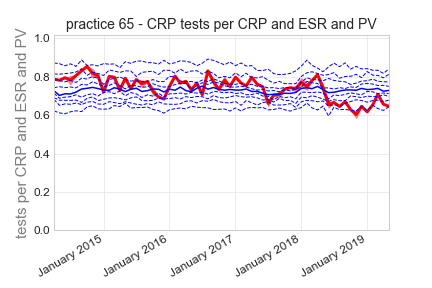 practice 65 - CRP tests per CRP and ESR and PV
tests per CRP and ESR and PV
1.0
0.8
0.6
0.4
0.2
0.0
January 2015
January 2016
January 2017
January 2018
January 2019